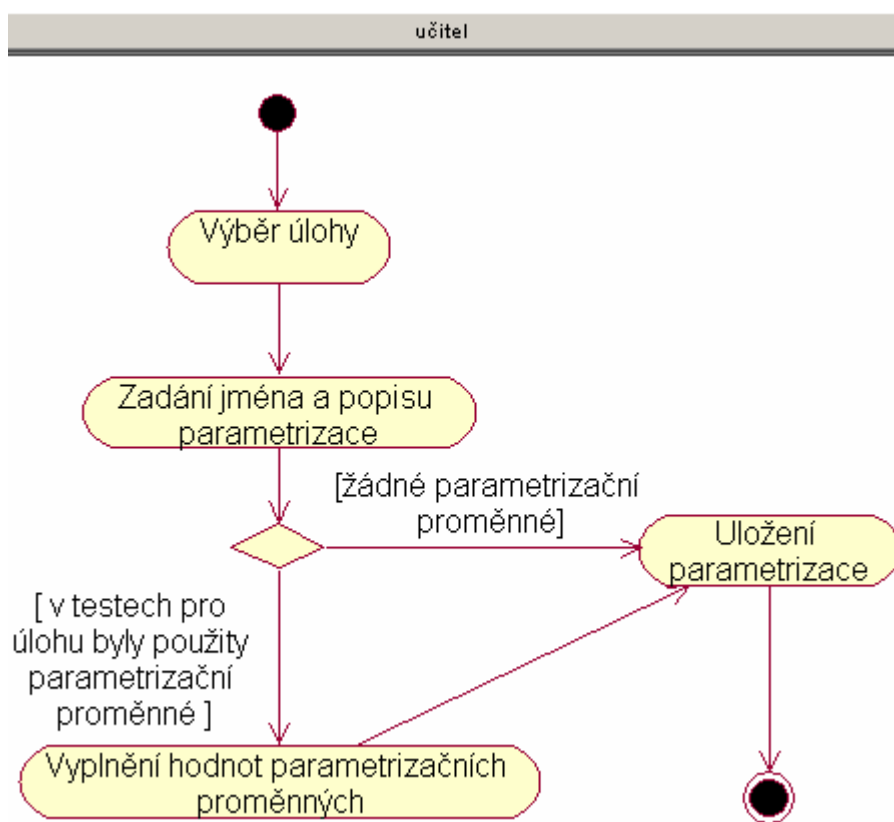 učitel
Výběr úlohy
Zadání jména a popisu
parametrizace
[žádné parametrizační
proměnné]
Uložení
parametrizace
[ v testech pro
úlohu byly použity
parametrizační
proměnné ]
Vyplnění hodnot parametrizačních
proměnných